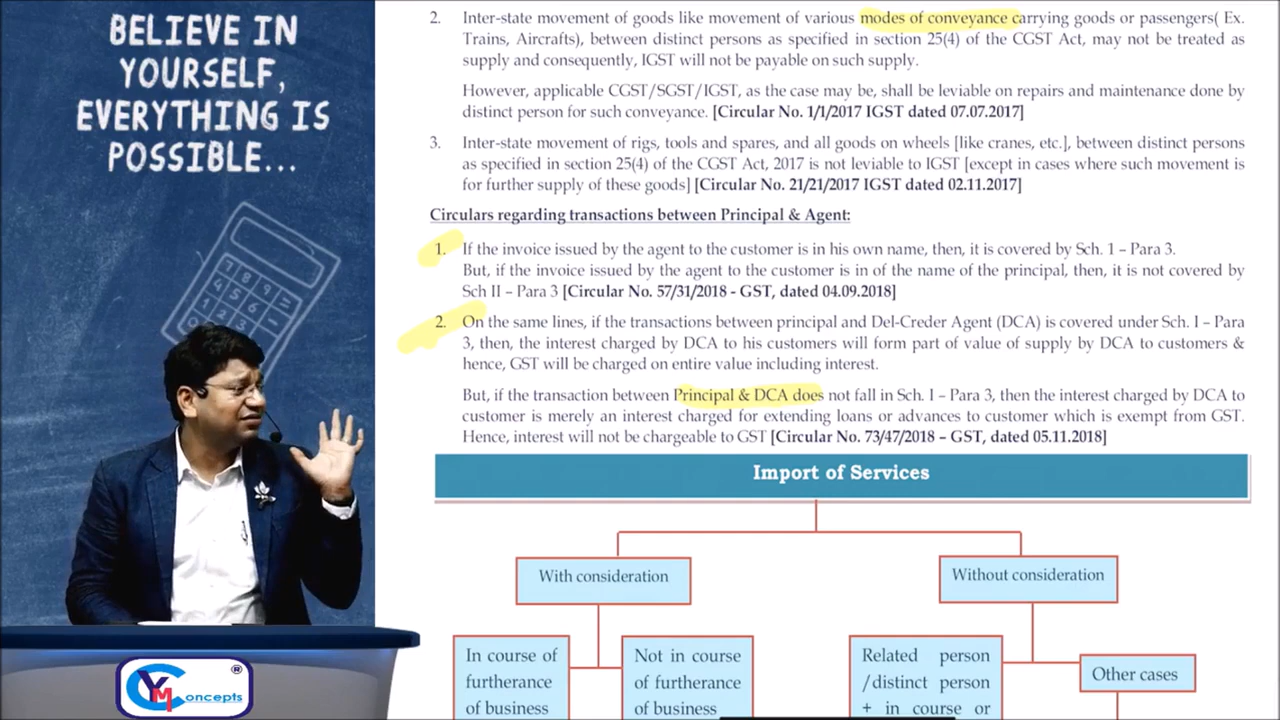 BELIEVE IN
YOURSELF,
EVERYTHING IS
POSSIBLE...
2. Inter-state movement of goods like movement of various modes of conveyance carrying goods or passengers( Ex.
Trains, Aircrafts), between distinct persons as specified in section 25(4) of the CGST Act, may not be treated as
supply and consequently, IGST will not be payable on such supply.
However, applicable CGST/SGST/IGST, as the case may be, shall be leviable on repairs and maintenance done by
distinct person for such conveyance. [Circular No. 1/1/2017 IGST dated 07.07.2017]
3. Inter-state movement of rigs, tools and spares, and all goods on wheels [like cranes, etc.], between distinct persons
as specified in section 25(4) of the CGST Act, 2017 is not leviable to IGST [except in cases where such movement is
for further supply of these goods] [Circular No. 21/21/2017 IGST dated 02.11.2017]
Circulars regarding transactions between Principal & Agent:
1. If the invoice issued by the agent to the customer is in his own name, then, it is covered by Sch. 1 – Para 3.
But, if the invoice issued by the agent to the customer is in of the name of the principal, then, it is not covered by
Sch II – Para 3 [Circular No. 57/31/2018 - GST, dated 04.09.2018]
2. On the same lines, if the transactions between principal and Del-Creder Agent (DCA) is covered under Sch. I – Para
3, then, the interest charged by DCA to his customers will form part of value of supply by DCA to customers &
hence, GST will be charged on entire value including interest.
But, if the transaction between Principal & DCA does not fall in Sch. I – Para 3, then the interest charged by DCA to
customer is merely an interest charged for extending loans or advances to customer which is exempt from GST.
Hence, interest will not be chargeable to GST [Circular No. 73/47/2018 – GST, dated 05.11.2018]
Import of Services
With consideration
Without consideration
In course of
furtherance
of business
Not in course
of furtherance
of business
Related person
/distinct person
+ in course or
Other cases
YM Concepts ®